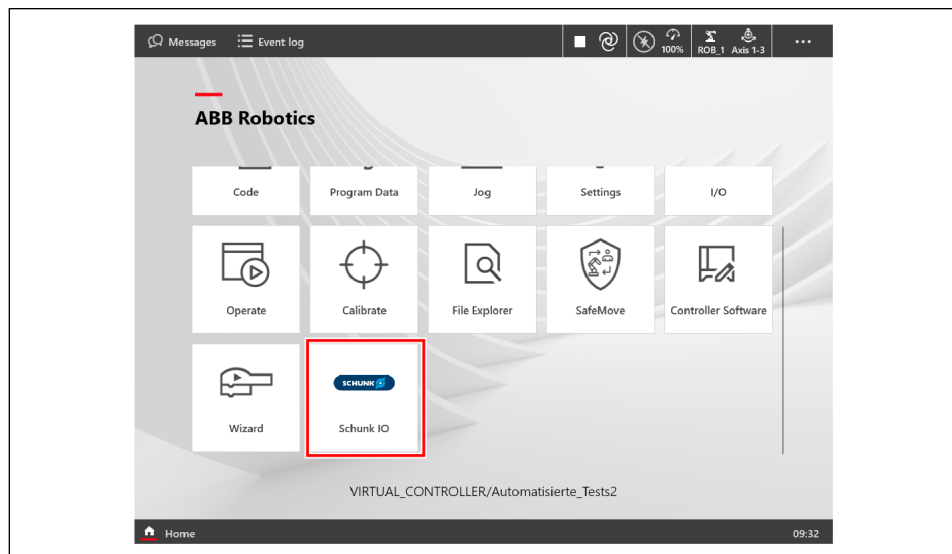 Messages Event log 100% ROB_1 Axis 1-3
ABB Robotics
Code Program Data Jog Settings I/O
Operate Calibrate File Explorer SafeMove Controller Software
SCHUNK
Wizard Schunk IO
VIRTUAL_CONTROLLER/Automatisierte_Tests2
Home 09:32